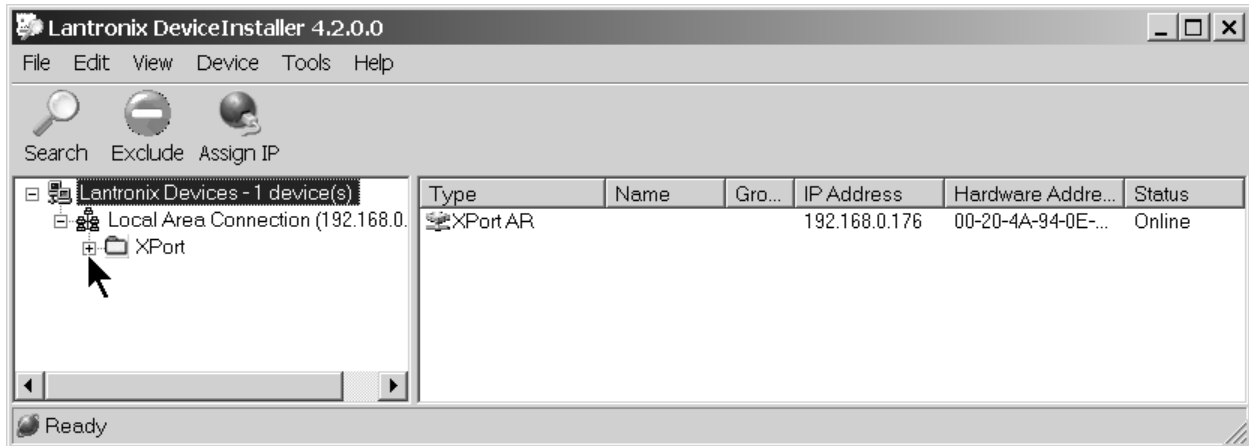 Lantronix DeviceInstaller 4.2.0.0
File Edit View Device Tools Help
Search Exclude Assign IP
Lantronix Devices - 1 device(s)
Local Area Connection (192.168.0.
XPort
Type Name Gro... IP Address Hardware Addre... Status
XPort AR 192.168.0.176 00-20-4A-94-0E-... Online
Ready